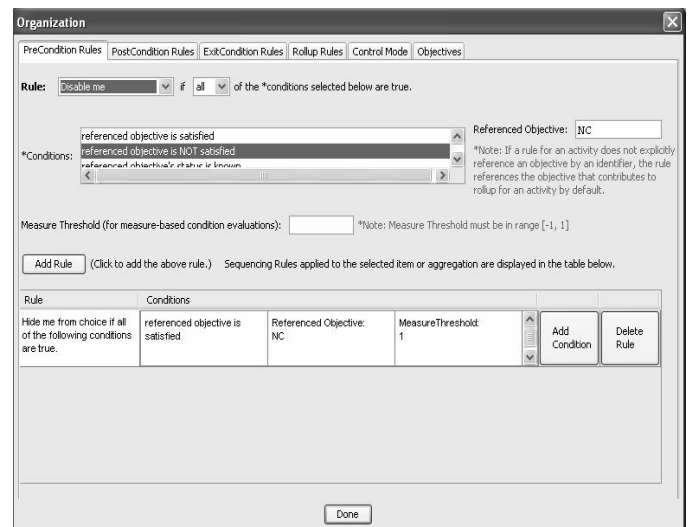 Organization
PreCondition Rules PostCondition Rules ExitCondition Rules Rollup Rules Control Mode Objectives
Rule: Disable me if all of the *conditions selected below are true.
*Conditions:
referenced objective is satisfied
referenced objective is NOT satisfied
referenced objective's status is known
Referenced Objective: NC
*Note: If a rule for an activity does not explicitly
reference an objective by an identifier, the rule
references the objective that contributes to
rollup for an activity by default.
Measure Threshold (for measure-based condition evaluations): *Note: Measure Threshold must be in range [-1, 1]
Add Rule (Click to add the above rule.) Sequencing Rules applied to the selected item or aggregation are displayed in the table below.
Rule Conditions
Hide me from choice if all
of the following conditions
are true.
referenced objective is
satisfied
Referenced Objective:
NC
MeasureThreshold:
1
Add
Condition
Delete
Rule
Done